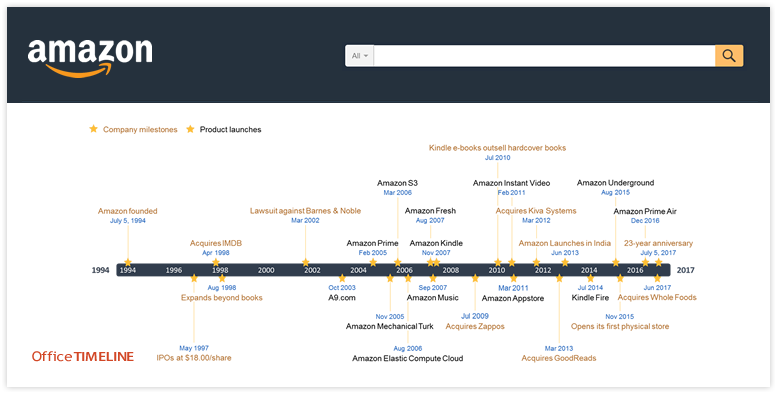 amazon
All
Company milestones
Product launches
Kindle e-books outsell hardcover books
Jul 2010
Amazon S3
Mar 2006
Amazon Instant Video
Feb 2011
Amazon Underground
Aug 2015
Amazon founded
July 5, 1994
Lawsuit against Barnes & Noble
Mar 2002
Amazon Fresh
Aug 2007
Acquires Kiva Systems
Mar 2012
Amazon Prime Air
Dec 2016
Acquires IMDB
Apr 1998
Amazon Prime
Feb 2005
Amazon Kindle
Nov 2007
Amazon Launches in India
Jun 2013
23-year anniversary
July 5, 2017
1994
1994 1996 1998 2000 2002 2004 2006 2008 2010 2012 2014 2016
2017
Aug 1998
Expands beyond books
Oct 2003
A9.com
Sep 2007
Amazon Music
Mar 2011
Amazon Appstore
Jul 2014
Kindle Fire
Jun 2017
Acquires Whole Foods
Nov 2005
Amazon Mechanical Turk
Jul 2009
Acquires Zappos
Nov 2015
Opens its first physical store
May 1997
IPOs at $18.00/share
Aug 2006
Amazon Elastic Compute Cloud
Mar 2013
Acquires GoodReads
Office TIMELINE